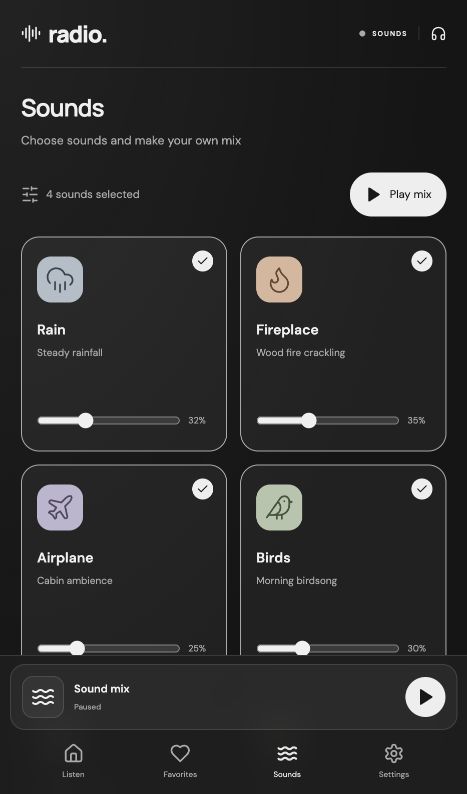 radio.
SOUNDS
Sounds
Choose sounds and make your own mix
4 sounds selected
Play mix
Rain
Steady rainfall
32%
Fireplace
Wood fire crackling
35%
Airplane
Cabin ambience
25%
Birds
Morning birdsong
30%
Sound mix
Paused
Listen
Favorites
Sounds
Settings